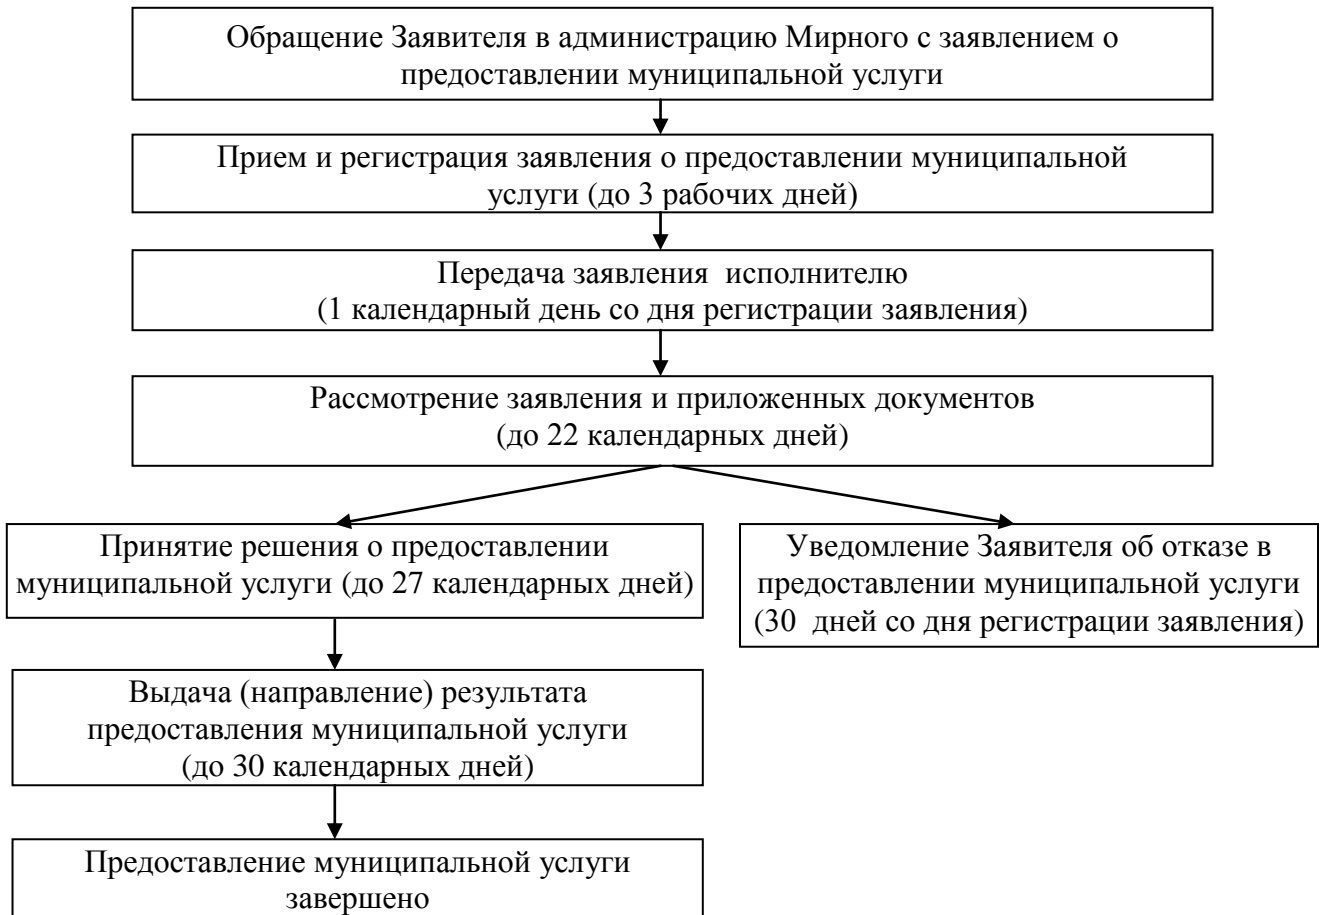 Обращение Заявителя в администрацию Мирного с заявлением о
предоставлении муниципальной услуги
Прием и регистрация заявления о предоставлении муниципальной
услуги (до 3 рабочих дней)
Передача заявления исполнителю
(1 календарный день со дня регистрации заявления)
Рассмотрение заявления и приложенных документов
(до 22 календарных дней)
Принятие решения о предоставлении
муниципальной услуги (до 27 календарных дней)
Уведомление Заявителя об отказе в
предоставлении муниципальной услуги
(30 дней со дня регистрации заявления)
Выдача (направление) результата
предоставления муниципальной услуги
(до 30 календарных дней)
Предоставление муниципальной услуги
завершено